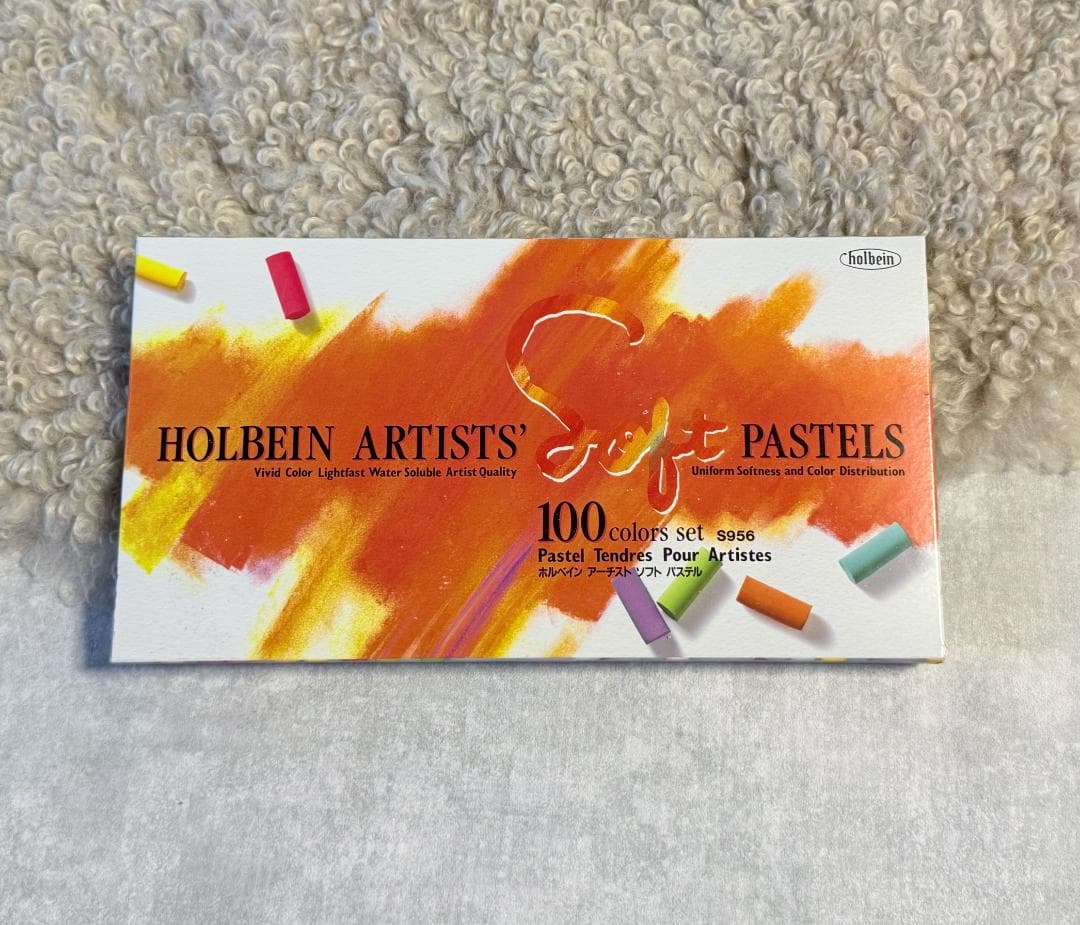 holbein
HOLBEIN ARTISTS' Soft PASTELS
Vivid Color Lightfast Water Soluble Artist Quality
Uniform Softness and Color Distribution
100 colors set S956
Pastel Tendres Pour Artistes
ホルベイン アーチスト ソフト パステル